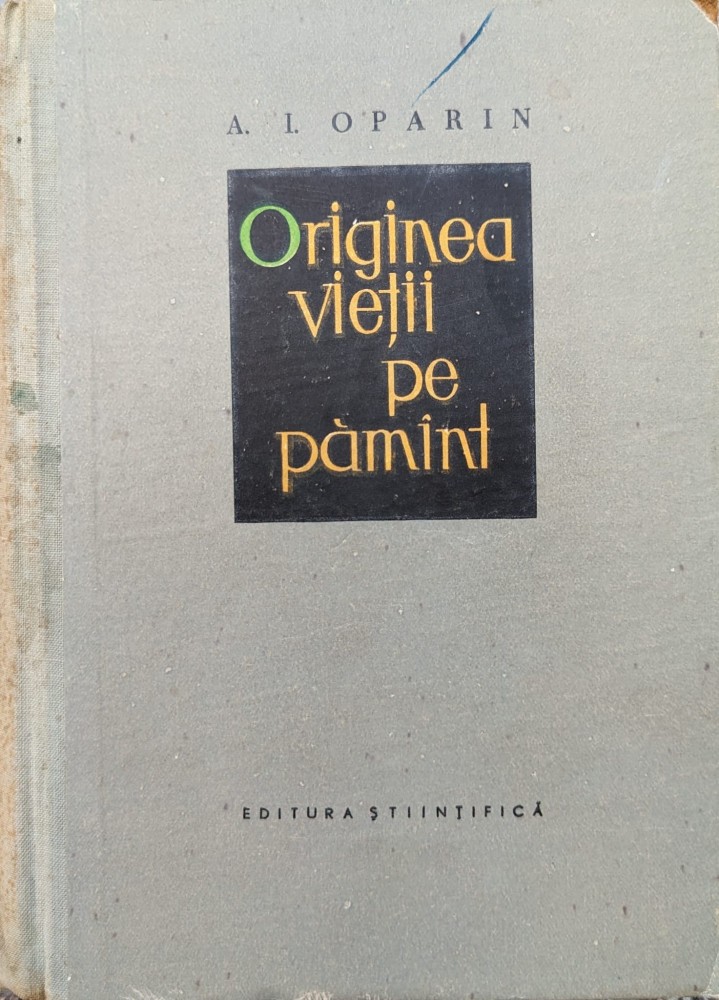 A. I. OPARIN
Originea
vieții
pe
pămînt
EDITURA ȘTIINȚIFICĂ